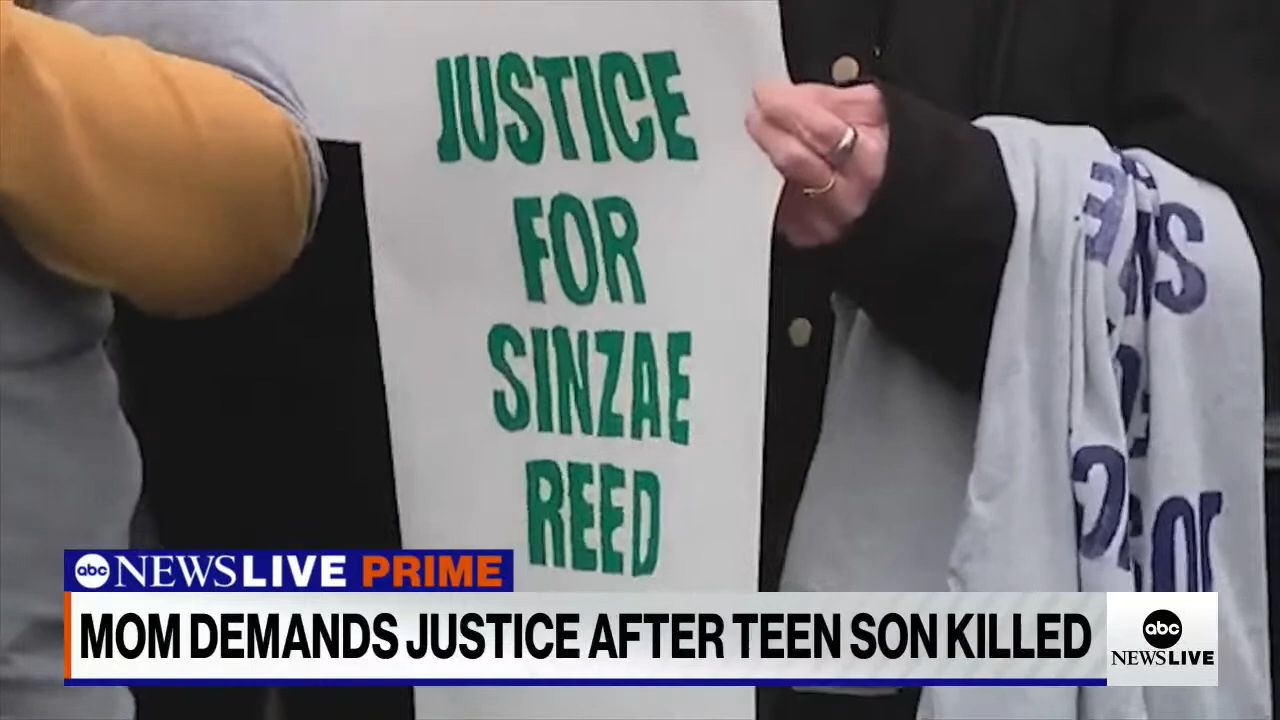 JUSTICE
FOR
SINZAE
REED
abc NEWS LIVE PRIME
MOM DEMANDS JUSTICE AFTER TEEN SON KILLED
abc
NEWS LIVE